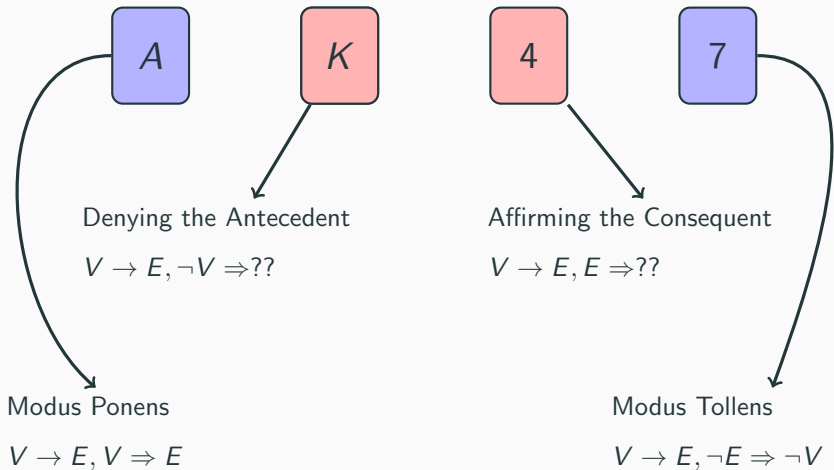 A K 4 7
Denying the Antecedent
V → E, ¬V ⇒??
Affirming the Consequent
V → E, E ⇒??
Modus Ponens
V → E, V ⇒ E
Modus Tollens
V → E, ¬E ⇒ ¬V